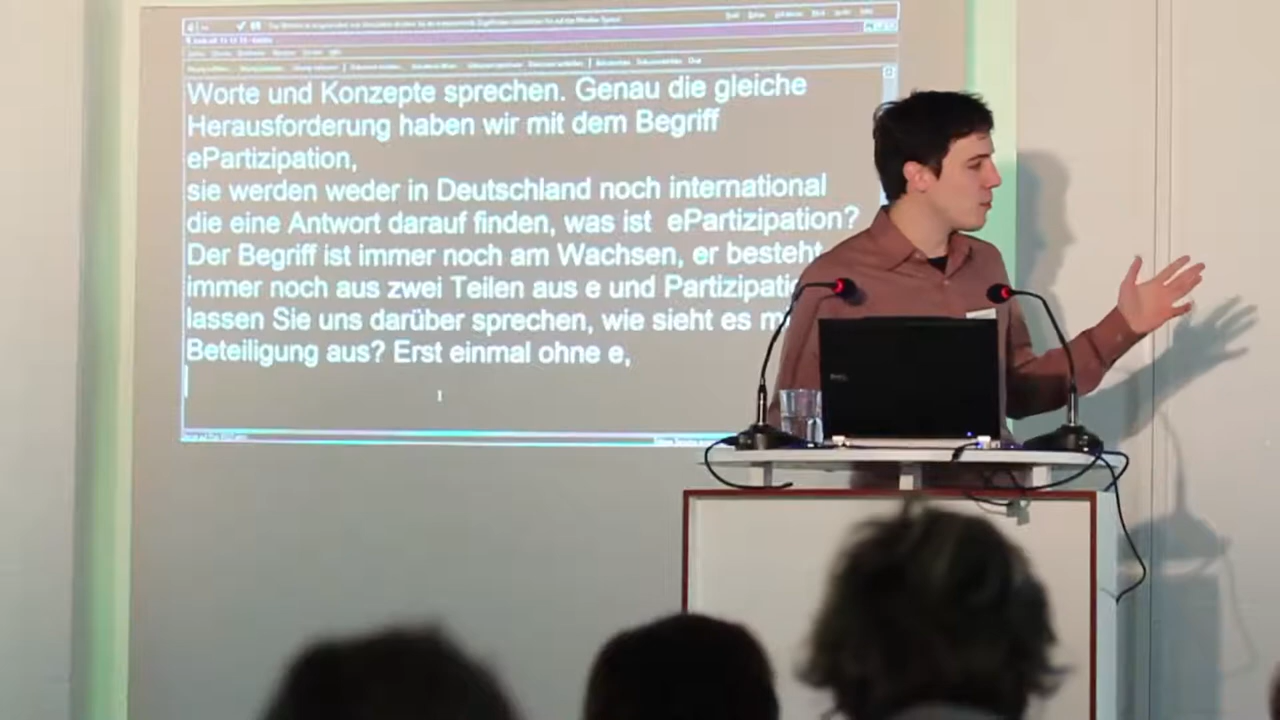 Worte und Konzepte sprechen. Genau die gleiche
Herausforderung haben wir mit dem Begriff
ePartizipation,
sie werden weder in Deutschland noch international
die eine Antwort darauf finden, was ist ePartizipation?
Der Begriff ist immer noch am Wachsen, er besteht
immer noch aus zwei Teilen aus e und
lassen Sie uns darüber sprechen, wie sieht es
Beteiligung aus? Erst einmal ohne e,